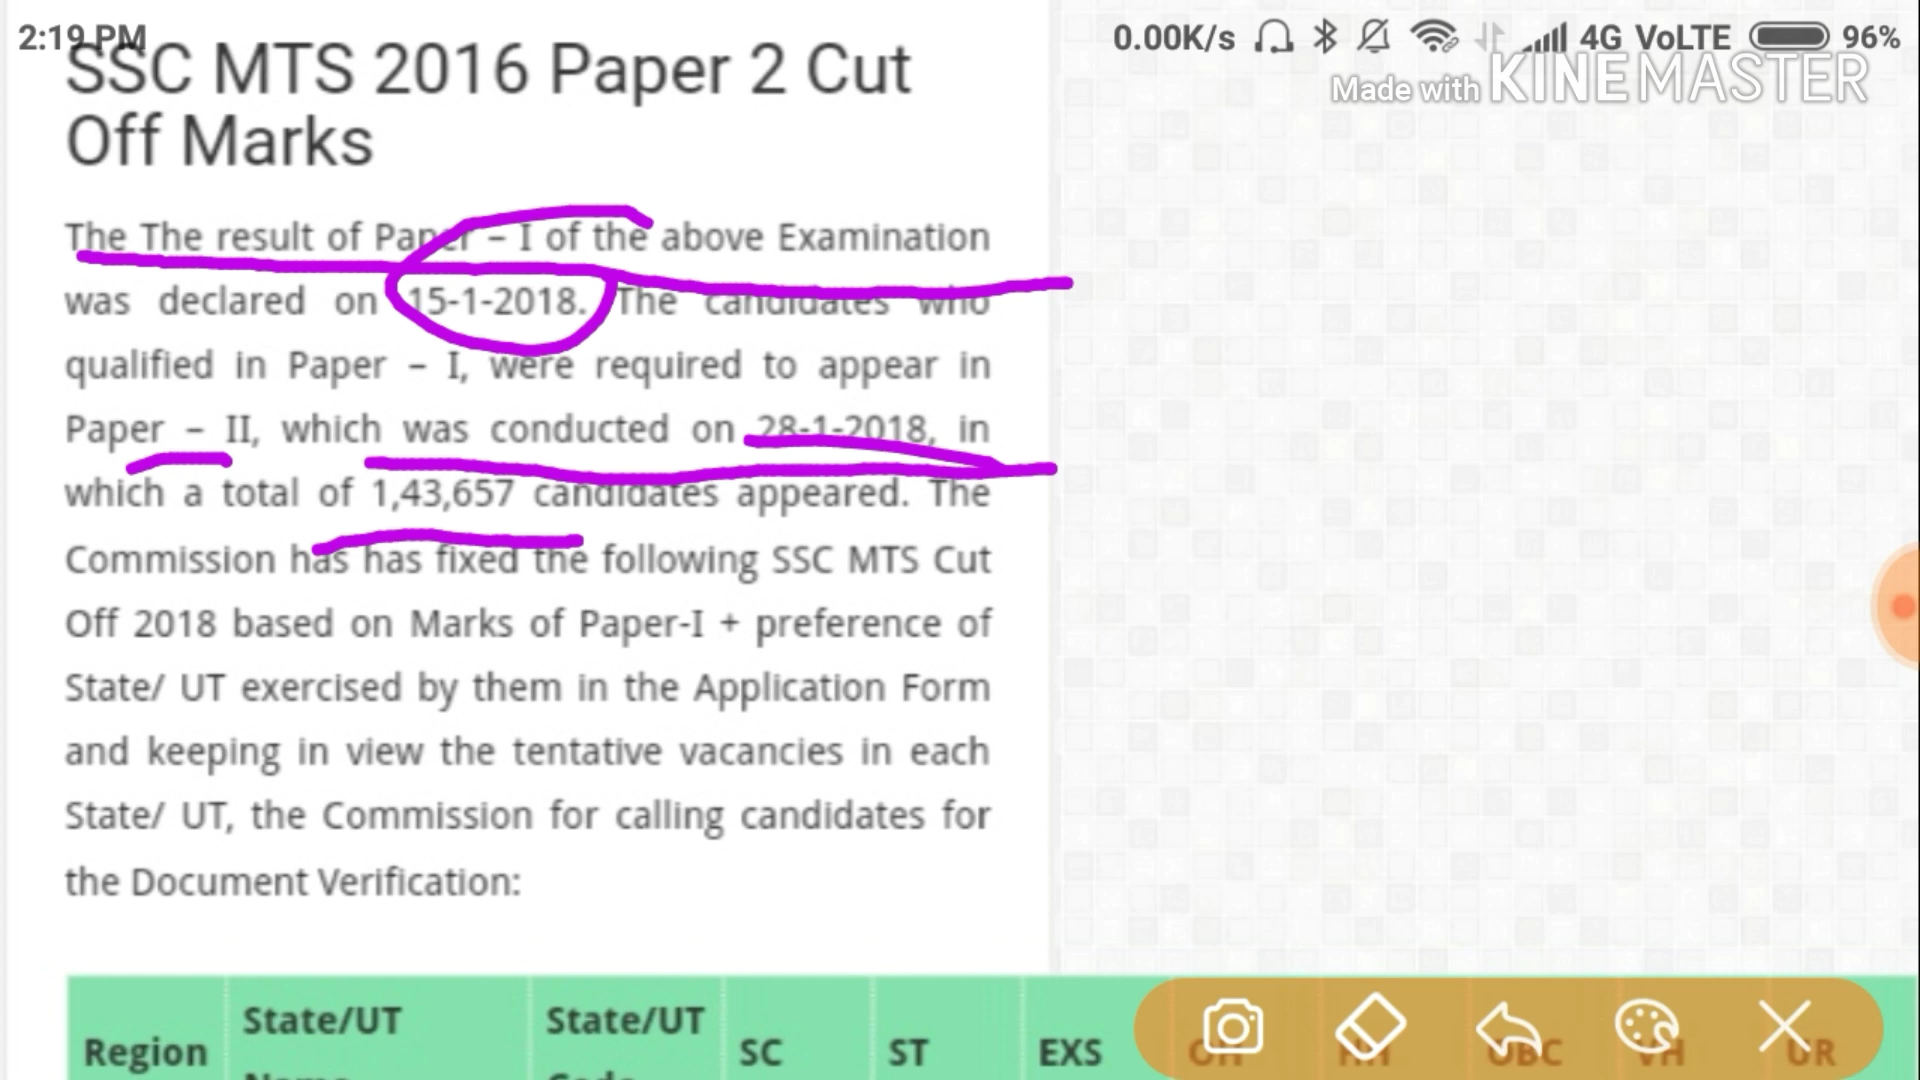 2:19 PM
0.00K/s 4G VoLTE 96%
Made with KINEMASTER
SSC MTS 2016 Paper 2 Cut
Off Marks
The The result of Paper – I of the above Examination
was declared on 15-1-2018. The candidates who
qualified in Paper – I, were required to appear in
Paper – II, which was conducted on 28-1-2018, in
which a total of 1,43,657 candidates appeared. The
Commission has has fixed the following SSC MTS Cut
Off 2018 based on Marks of Paper-I + preference of
State/ UT exercised by them in the Application Form
and keeping in view the tentative vacancies in each
State/ UT, the Commission for calling candidates for
the Document Verification:
State/UT State/UT
Region SC ST EXS OH HH OBC VH UR